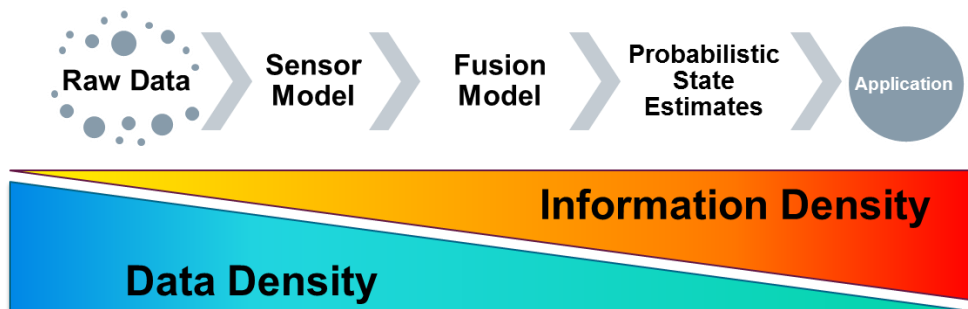 Raw Data
Sensor
Model
Fusion
Model
Probabilistic
State
Estimates
Application
Information Density
Data Density